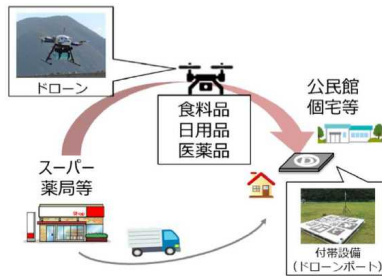 ドローン
食料品
日用品
医薬品
公民館
個宅等
スーパー
薬局等
付帯設備
(ドローンポート)